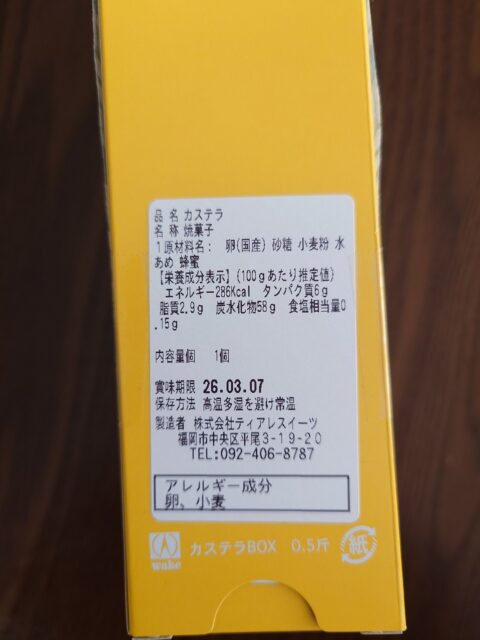 品 名 カステラ
名 称 焼菓子
1原材料名: 卵(国産) 砂糖 小麦粉 水
あめ 蜂蜜
【栄養成分表示】(100gあたり推定値)
エネルギー286Kcal タンパク質6g
脂質2.9g 炭水化物58g 食塩相当量0
.15g
内容量個 1個
賞味期限 26.03.07
保存方法 高温多湿を避け常温
製造者 株式会社ティアレスイーツ
福岡市中央区平尾3-19-20
TEL:092-406-8787
アレルギー成分
卵、小麦
wake カステラBOX 0.5斤 紙